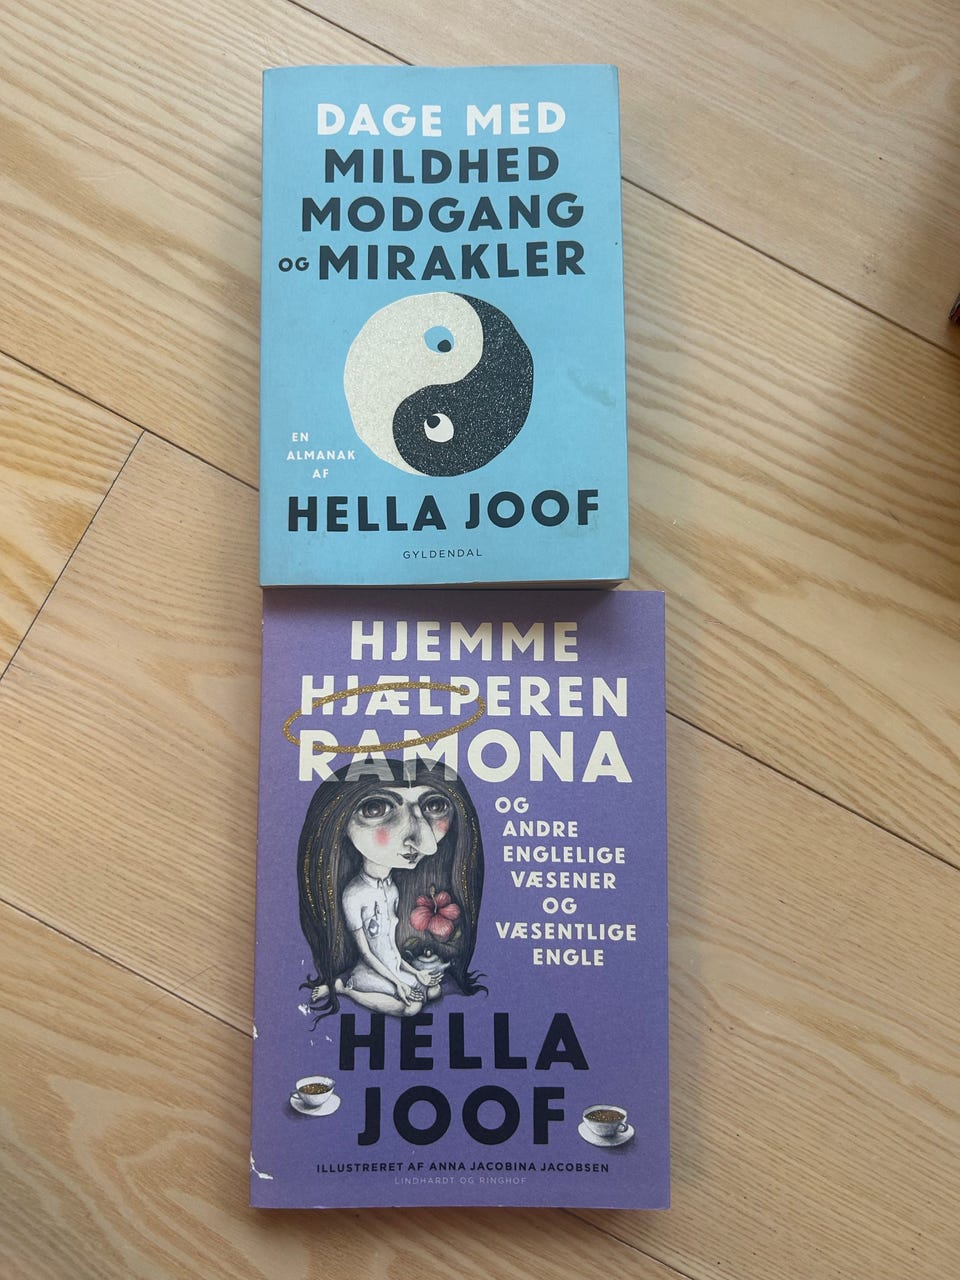 DAGE MED
MILDHED
MODGANG
OG MIRAKLER
EN
ALMANAK
AF
HELLA JOOF
GYLDENDAL
HJEMME
HJÆLPEREN
RAMONA
OG
ANDRE
ENGLELIGE
VÆSENER
OG
VÆSENTLIGE
ENGLE
HELLA
JOOF
ILLUSTRERET AF ANNA JACOBINA JACOBSEN
LINDHARDT OG RINGHOF